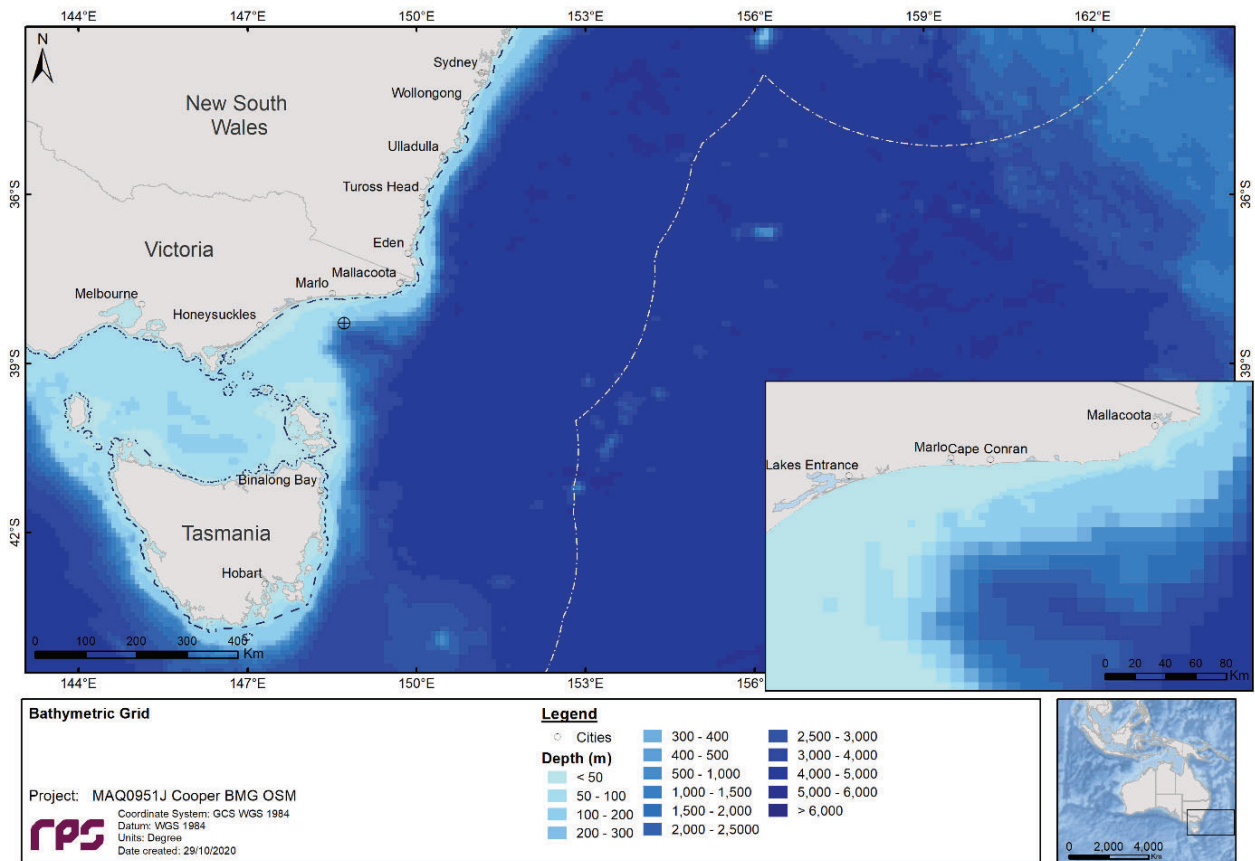 144°E 147°E 150°E 153°E 156°E 159°E 162°E
N
Sydney
New South
Wales
Wollongong
Ulladulla
Tuross Head
36°S
36°S
Eden
Victoria
Mallacoota
Marlo
Melbourne
Honeysuckles
39°S
39°S
Mallacoota
Marlo Cape Conran
Lakes Entrance
Binalong Bay
Tasmania
42°S
Hobart
0 100 200 300 400
Km
0 20 40 60 80
Km
144°E 147°E 150°E 153°E 156°
Bathymetric Grid
Project: MAQ0951J Cooper BMG OSM
rps
Coordinate System: GCS WGS 1984
Datum: WGS 1984
Units: Degree
Date created: 29/10/2020
Legend
Cities
Depth (m)
< 50
50 - 100
100 - 200
200 - 300
300 - 400
400 - 500
500 - 1,000
1,000 - 1,500
1,500 - 2,000
2,000 - 2,5000
2,500 - 3,000
3,000 - 4,000
4,000 - 5,000
5,000 - 6,000
> 6,000
0 2,000 4,000
Km